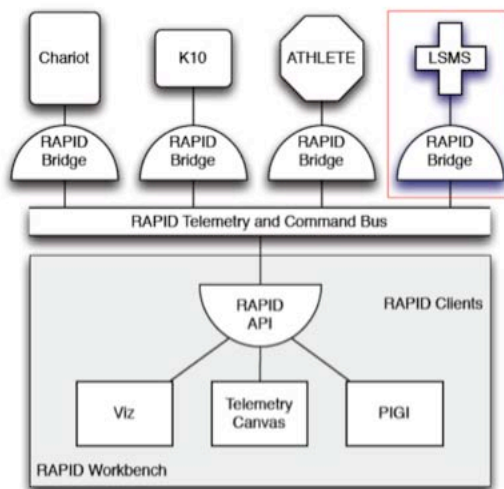 Chariot
K10
ATHLETE
LSMS
RAPID
Bridge
RAPID
Bridge
RAPID
Bridge
RAPID
Bridge
RAPID Telemetry and Command Bus
RAPID
API
RAPID Clients
Viz
Telemetry
Canvas
PIGI
RAPID Workbench